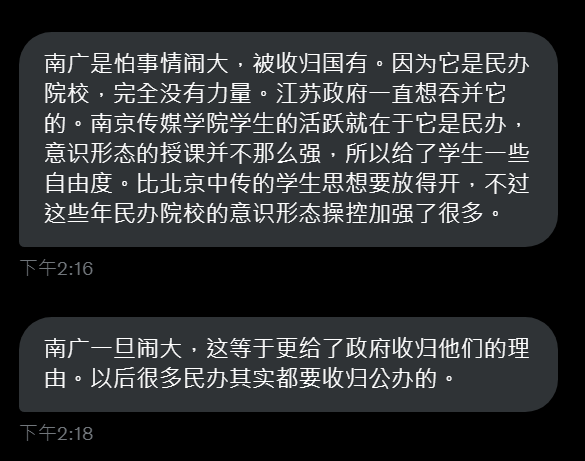 南广是怕事情闹大，被收归国有。因为它是民办
院校，完全没有力量。江苏政府一直想吞并它
的。南京传媒学院学生的活跃就在于它是民办，
意识形态的授课并不那么强，所以给了学生一些
自由度。比北京中传的学生思想要放得开，不过
这些年民办院校的意识形态操控加强了很多。
下午2:16
南广一旦闹大，这等于更给了政府收归他们的理
由。以后很多民办其实都要收归公办的。
下午2:18